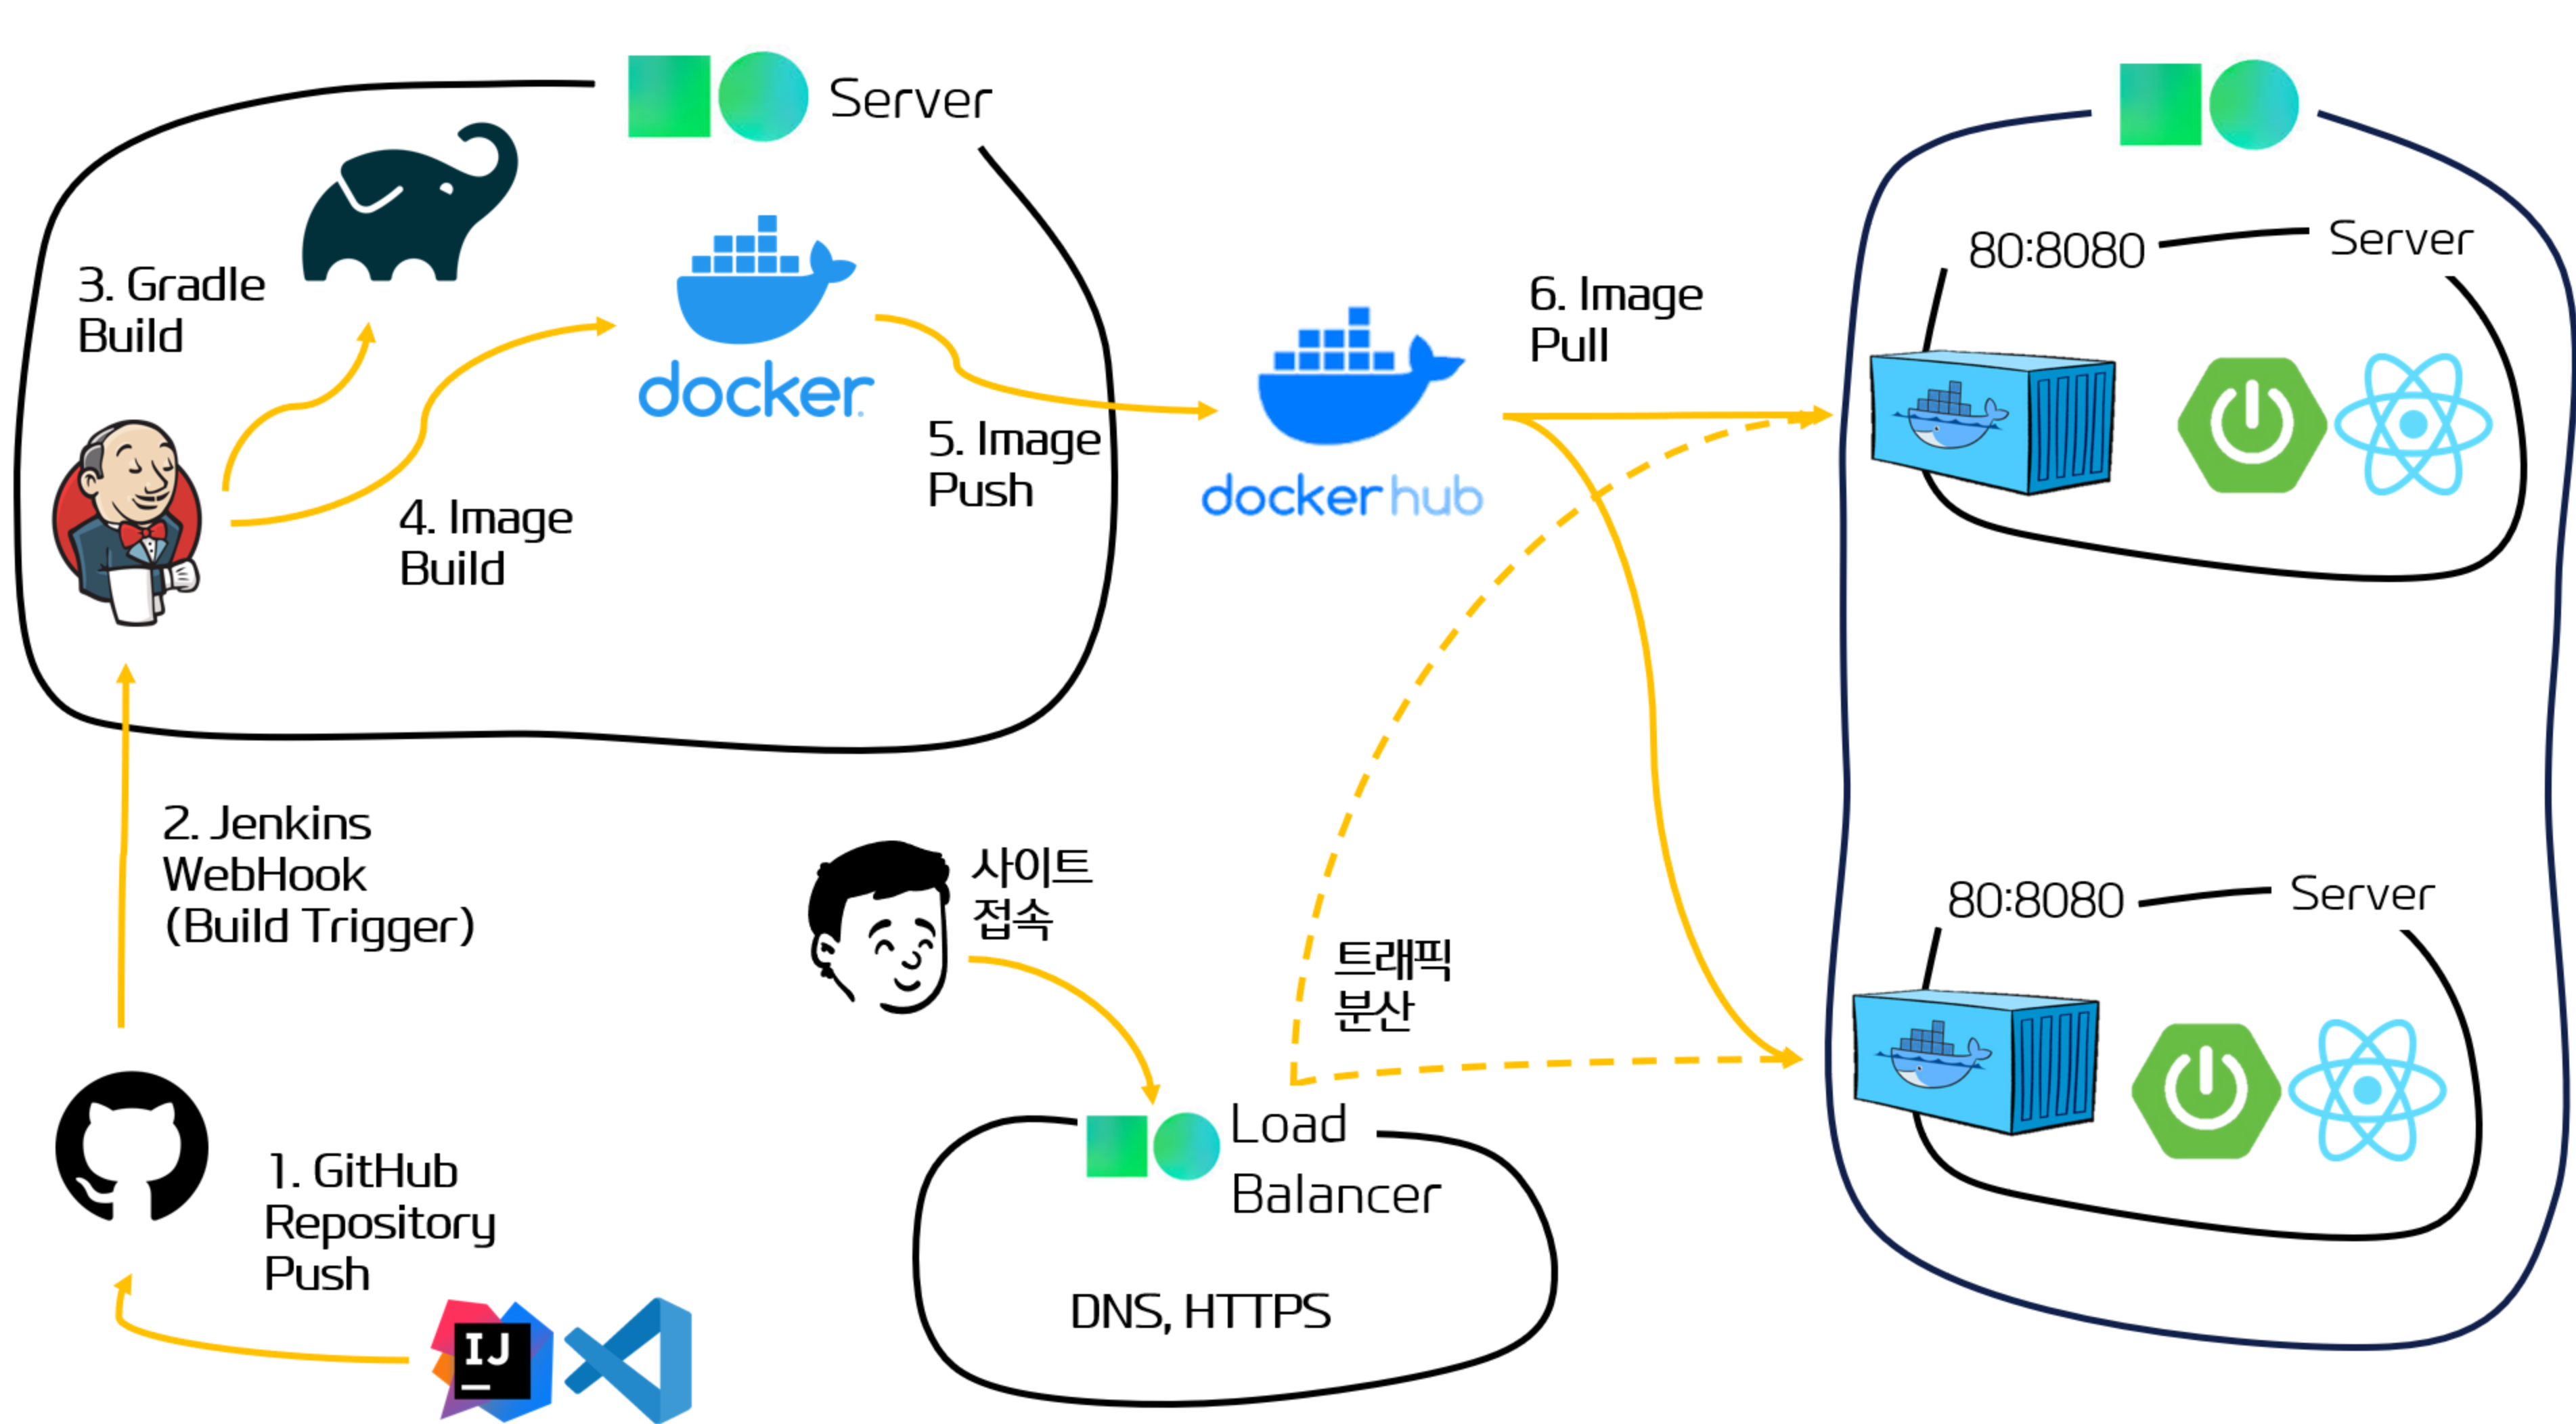 Server
3. Gradle
Build
docker
4. Image
Build
5. Image
Push
dockerhub
6. Image
Pull
80:8080
Server
2. Jenkins
WebHook
(Build Trigger)
사이트
접속
트래픽
분산
80:8080
Server
1. GitHub
Repository
Push
IJ
Load
Balancer
DNS, HTTPS